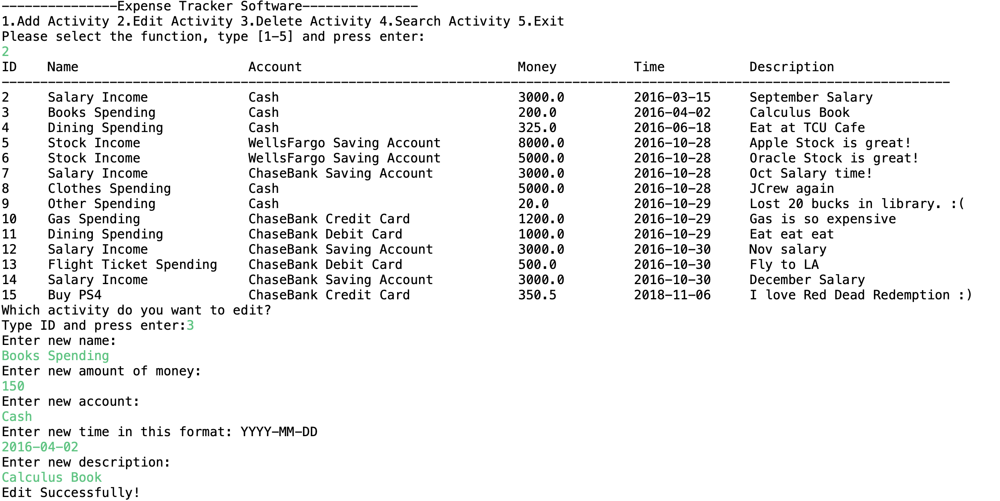 ---------------Expense Tracker Software---------------
1.Add Activity 2.Edit Activity 3.Delete Activity 4.Search Activity 5.Exit
Please select the function, type [1-5] and press enter:
2
ID    Name                      Account                            Money          Time           Description
---------------------------------------------------------------------------------------------------------------------------
2     Salary Income             Cash                               3000.0         2016-03-15     September Salary
3     Books Spending            Cash                               200.0          2016-04-02     Calculus Book
4     Dining Spending           Cash                               325.0          2016-06-18     Eat at TCU Cafe
5     Stock Income              WellsFargo Saving Account          8000.0         2016-10-28     Apple Stock is great!
6     Stock Income              WellsFargo Saving Account          5000.0         2016-10-28     Oracle Stock is great!
7     Salary Income             ChaseBank Saving Account           3000.0         2016-10-28     Oct Salary time!
8     Clothes Spending          Cash                               5000.0         2016-10-28     JCrew again
9     Other Spending            Cash                               20.0           2016-10-29     Lost 20 bucks in library. :(
10    Gas Spending              ChaseBank Credit Card              1200.0         2016-10-29     Gas is so expensive
11    Dining Spending           ChaseBank Debit Card               1000.0         2016-10-29     Eat eat eat
12    Salary Income             ChaseBank Saving Account           3000.0         2016-10-30     Nov salary
13    Flight Ticket Spending    ChaseBank Debit Card               500.0          2016-10-30     Fly to LA
14    Salary Income             ChaseBank Saving Account           3000.0         2016-10-30     December Salary
15    Buy PS4                   ChaseBank Credit Card              350.5          2018-11-06     I love Red Dead Redemption :)
Which activity do you want to edit?
Type ID and press enter:3
Enter new name:
Books Spending
Enter new amount of money:
150
Enter new account:
Cash
Enter new time in this format: YYYY-MM-DD
2016-04-02
Enter new description:
Calculus Book
Edit Successfully!